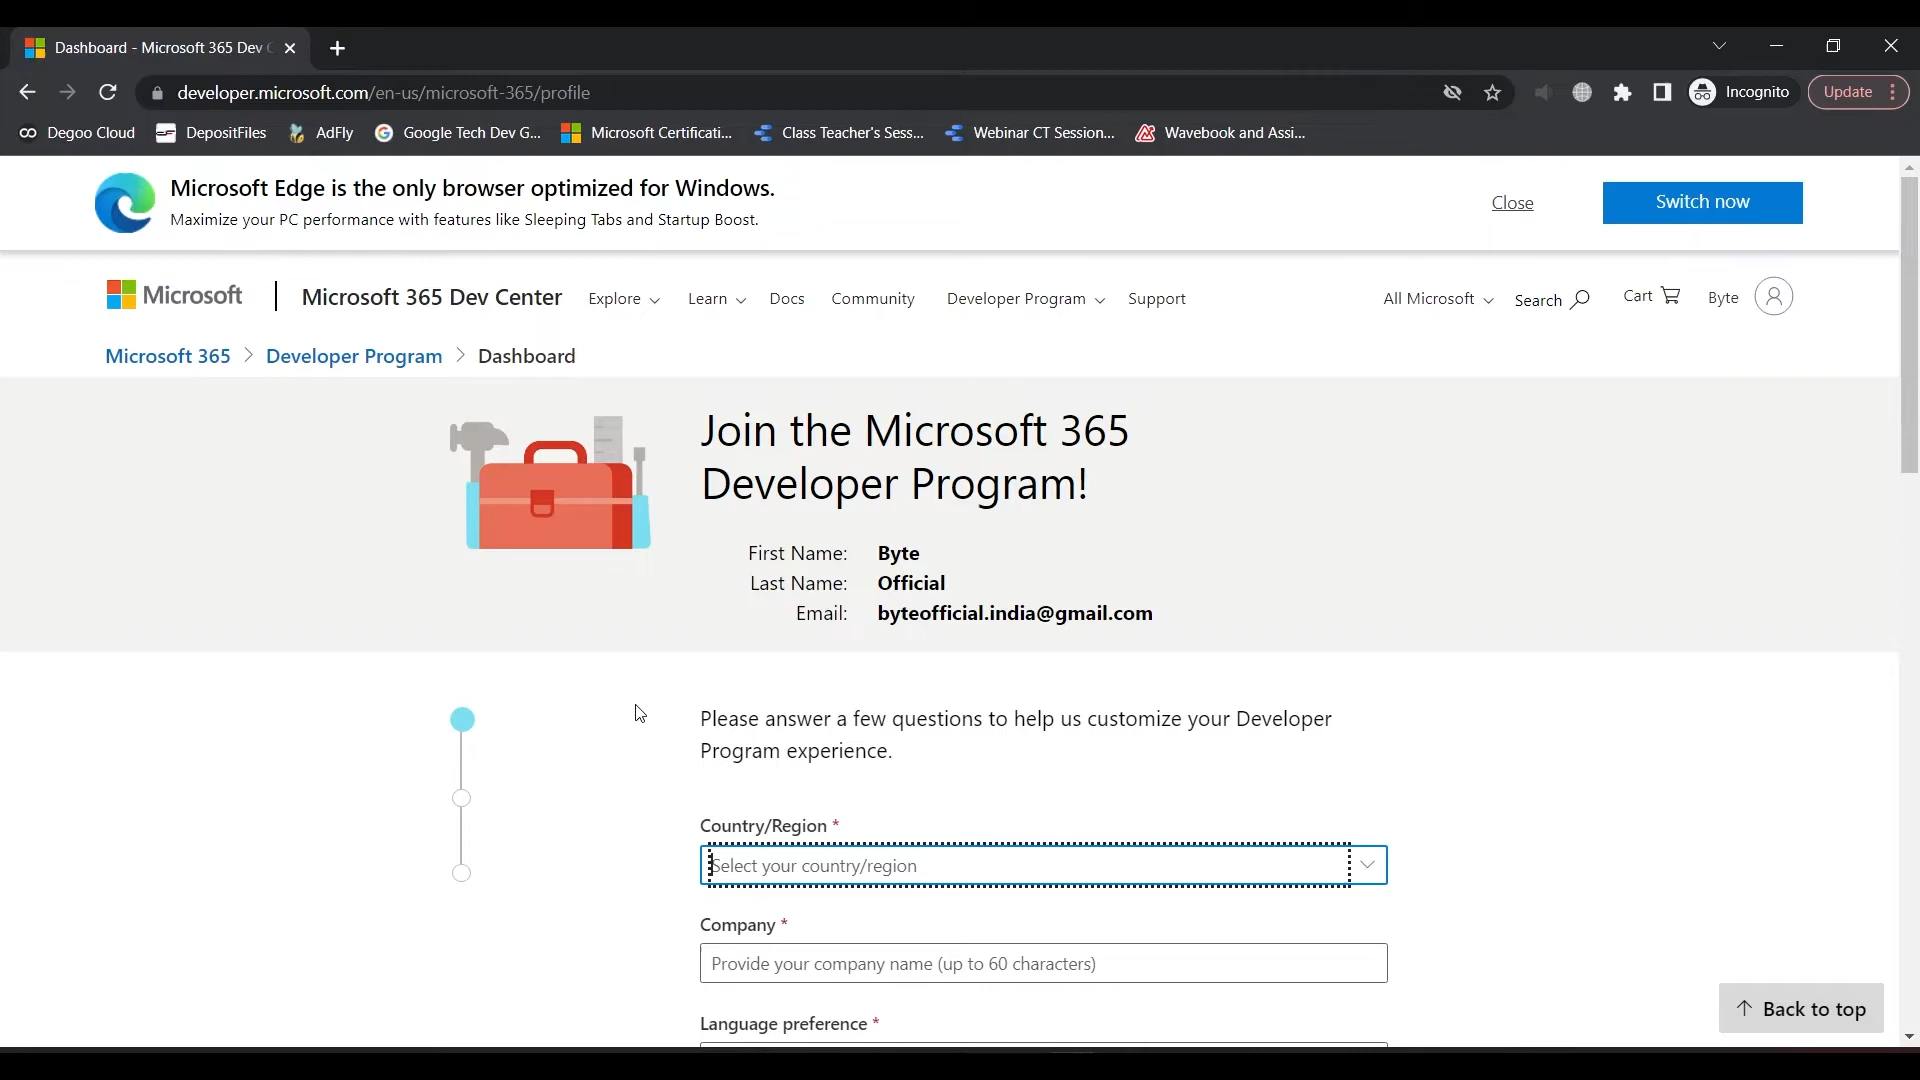 Dashboard - Microsoft 365 Dev C
developer.microsoft.com/en-us/microsoft-365/profile
Incognito
Update
Degoo Cloud
DepositFiles
AdFly
Google Tech Dev G...
Microsoft Certificati...
Class Teacher's Sess...
Webinar CT Session...
Wavebook and Assi...
Microsoft Edge is the only browser optimized for Windows.
Maximize your PC performance with features like Sleeping Tabs and Startup Boost.
Close
Switch now
Microsoft
Microsoft 365 Dev Center
Explore
Learn
Docs
Community
Developer Program
Support
All Microsoft
Search
Cart
Byte
Microsoft 365 > Developer Program > Dashboard
Join the Microsoft 365
Developer Program!
First Name: Byte
Last Name: Official
Email: byteofficial.india@gmail.com
Please answer a few questions to help us customize your Developer
Program experience.
Country/Region *
Select your country/region
Company *
Provide your company name (up to 60 characters)
Back to top
Language preference *